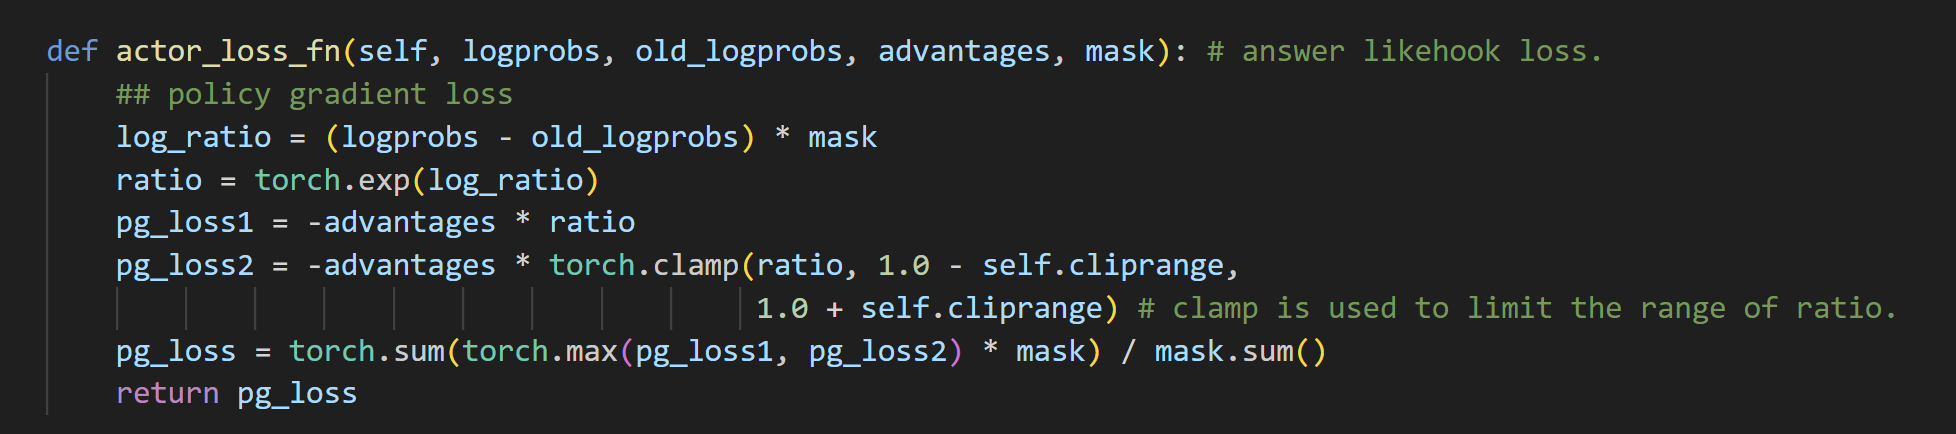 def actor_loss_fn(self, logprobs, old_logprobs, advantages, mask): # answer likehook loss.
## policy gradient loss
log_ratio = (logprobs - old_logprobs) * mask
ratio = torch.exp(log_ratio)
pg_loss1 = -advantages * ratio
pg_loss2 = -advantages * torch.clamp(ratio, 1.0 - self.cliprange,
1.0 + self.cliprange) # clamp is used to limit the range of ratio.
pg_loss = torch.sum(torch.max(pg_loss1, pg_loss2) * mask) / mask.sum()
return pg_loss